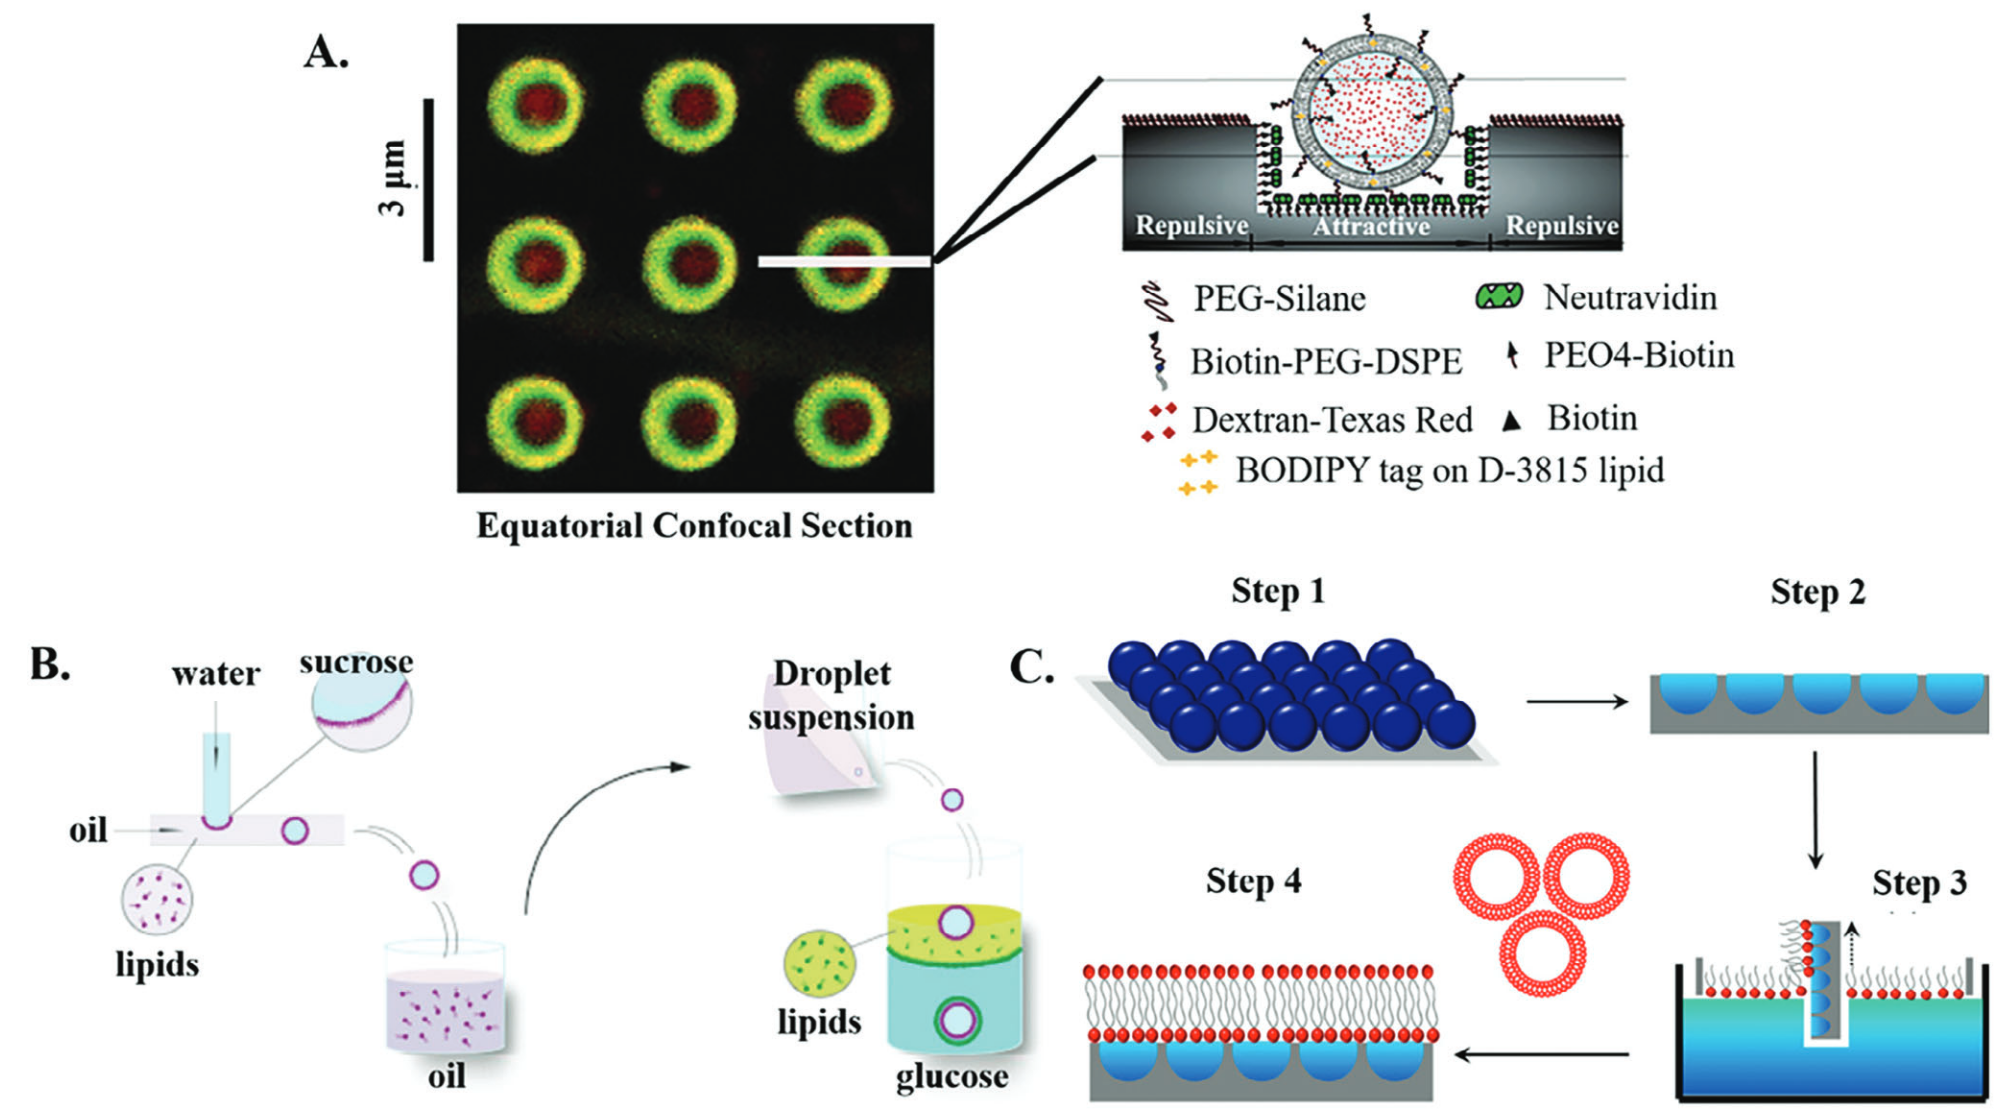 A.
3 μm
Equatorial Confocal Section
Repulsive
Attractive
Repulsive
PEG-Silane
Neutravidin
Biotin-PEG-DSPE
PEO4-Biotin
Dextran-Texas Red
Biotin
BODIPY tag on D-3815 lipid
B.
water
sucrose
oil
lipids
oil
Droplet
suspension
lipids
glucose
C.
Step 1
Step 2
Step 3
Step 4